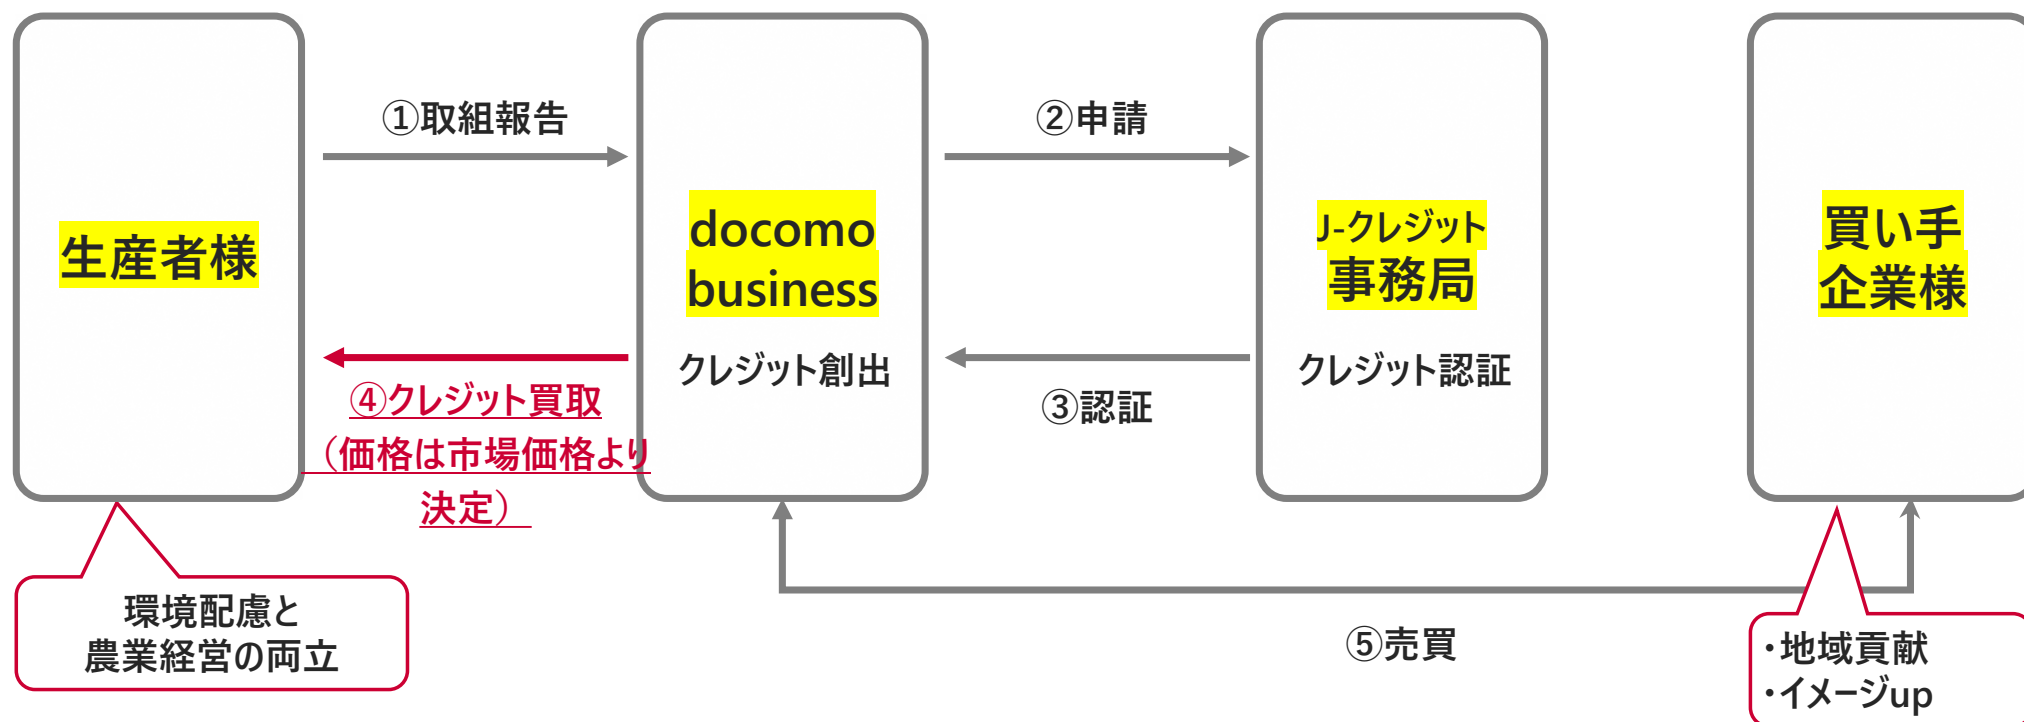 生産者様
①取組報告
docomo
business
クレジット創出
②申請
J-クレジット
事務局
クレジット認証
③認証
④クレジット買取
（価格は市場価格より
決定）
買い手
企業様
⑤売買
環境配慮と
農業経営の両立
・地域貢献
・イメージup